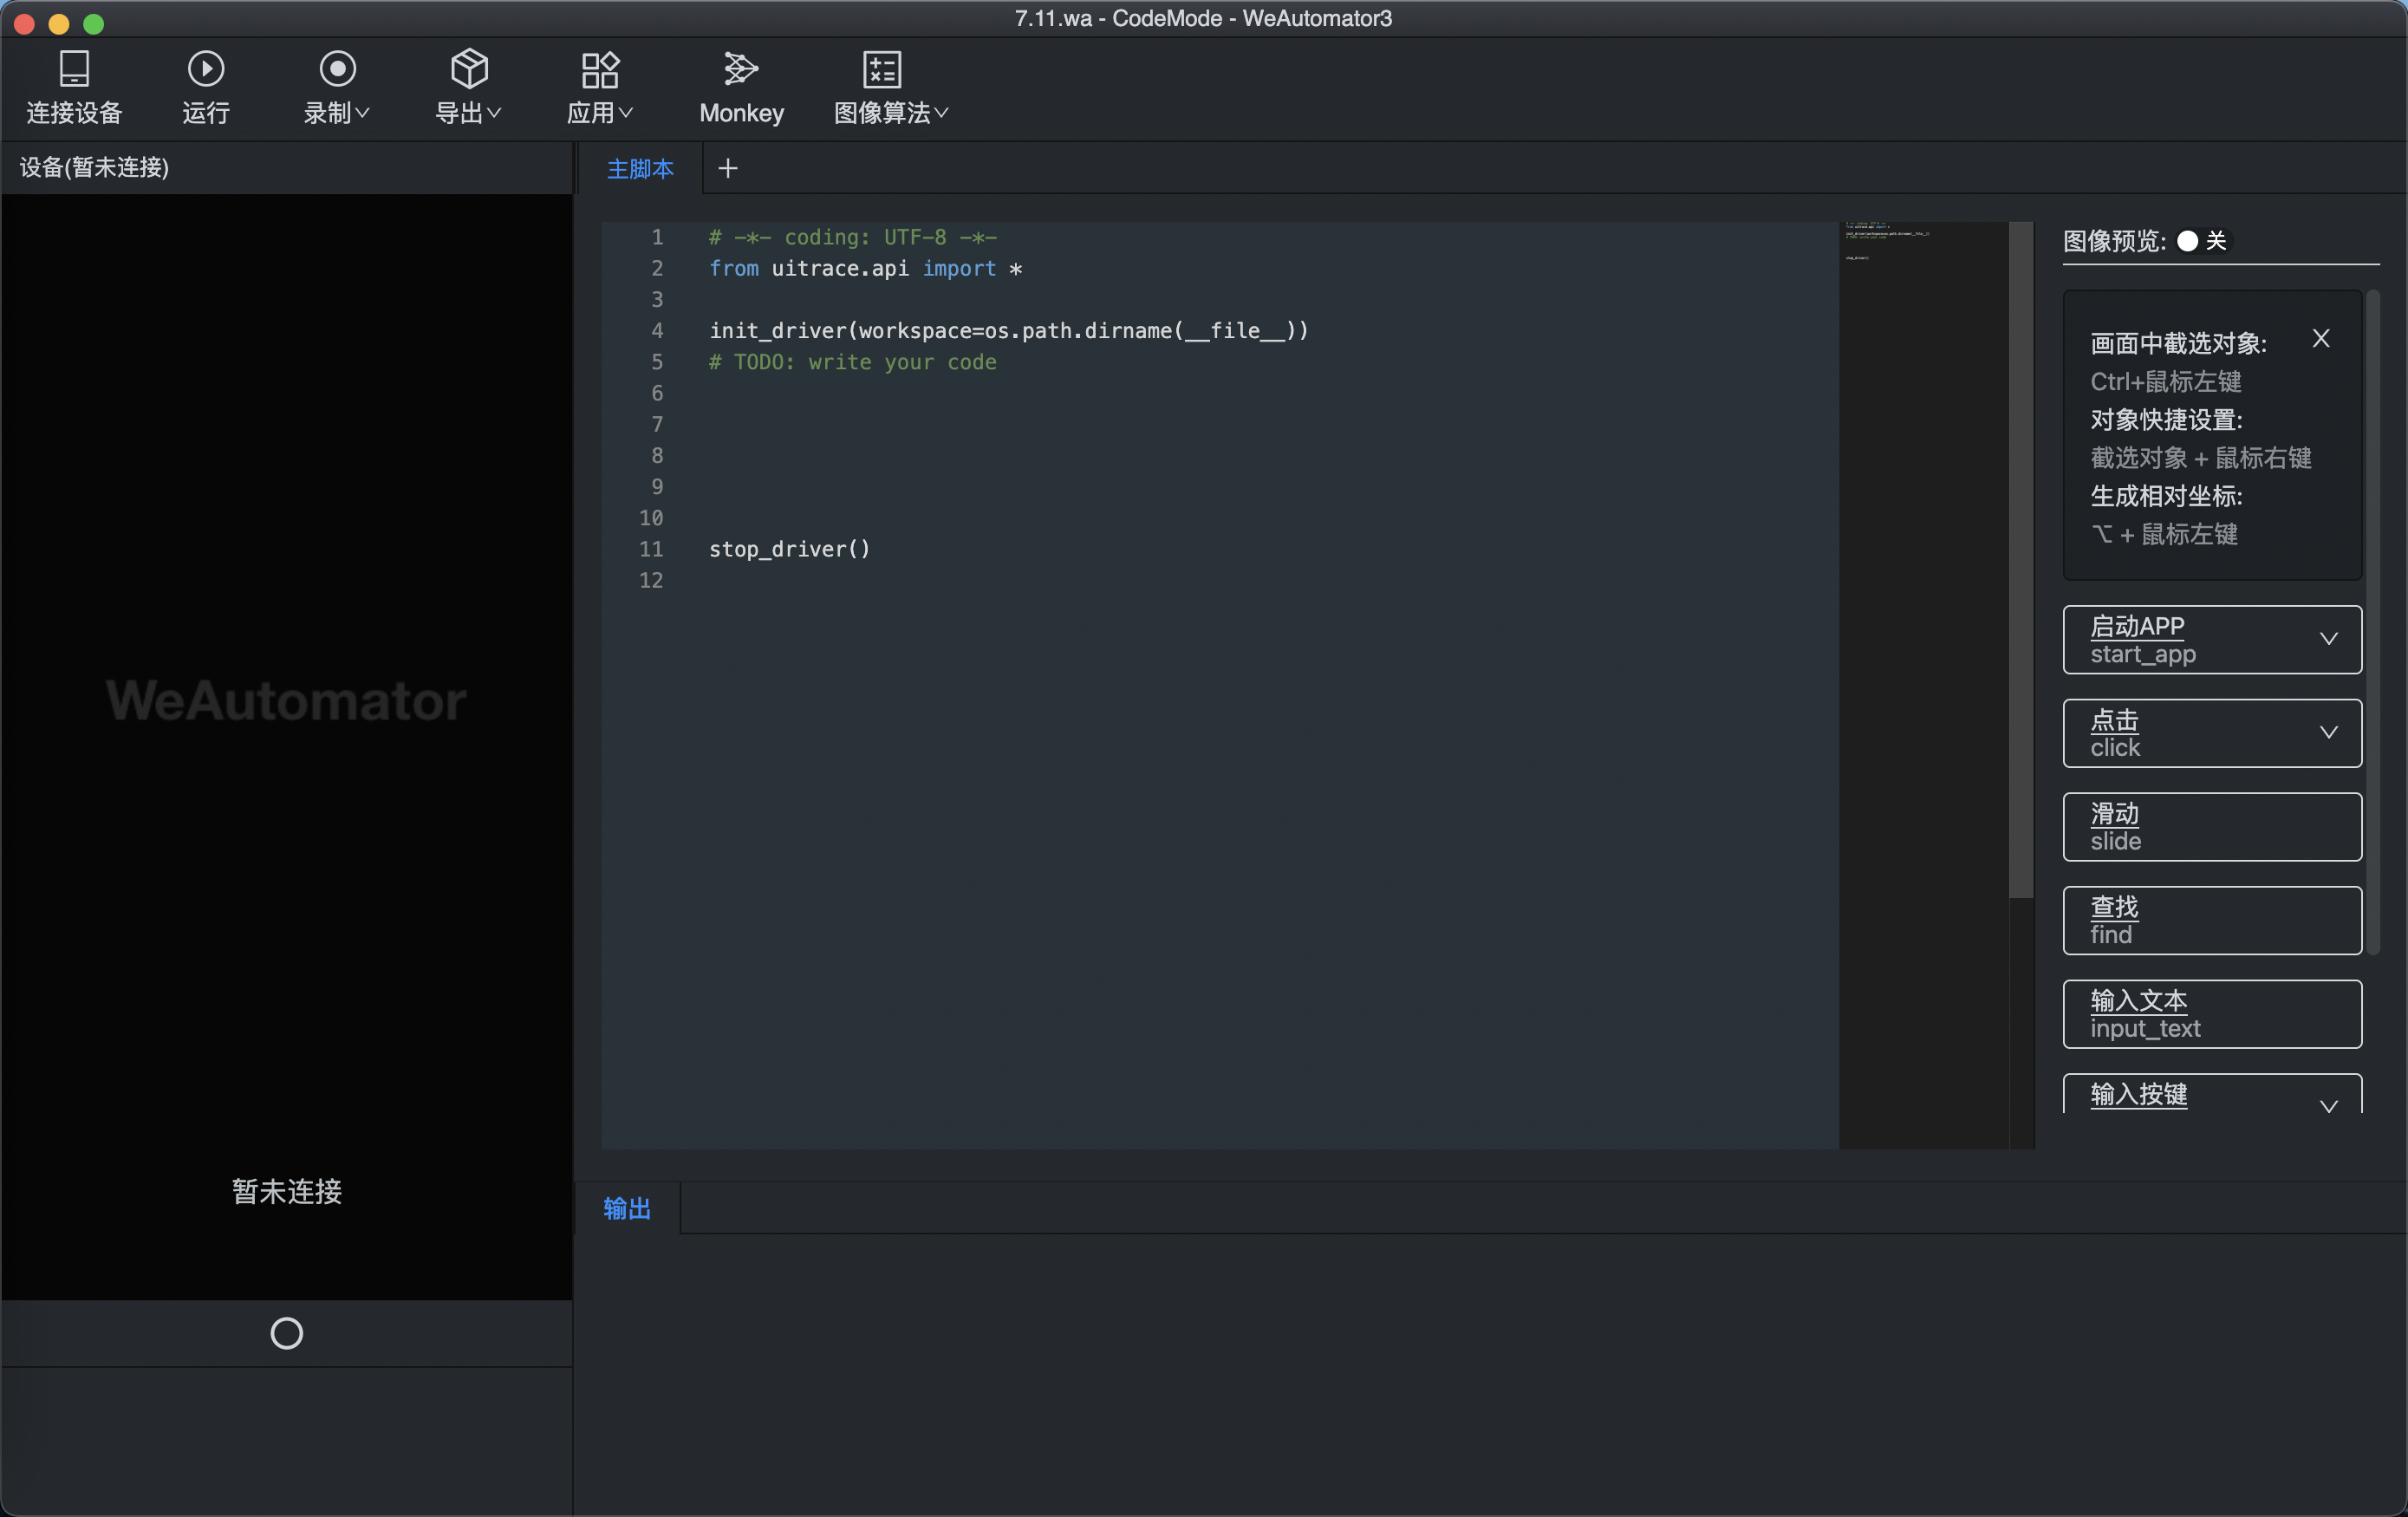 7.11.wa - CodeMode - WeAutomator3
连接设备
运行
录制
导出
应用
Monkey
图像算法
设备(暂未连接)
WeAutomator
暂未连接
主脚本
1 # -*- coding: UTF-8 -*-
2 from uitrace.api import *
3
4 init_driver(workspace=os.path.dirname(__file__))
5 # TODO: write your code
6
7
8
9
10
11 stop_driver()
12
图像预览: 关
画面中截选对象: X
Ctrl+鼠标左键
对象快捷设置:
截选对象 + 鼠标右键
生成相对坐标:
⌥ + 鼠标左键
启动APP
start_app
点击
click
滑动
slide
查找
find
输入文本
input_text
输入按键
输出